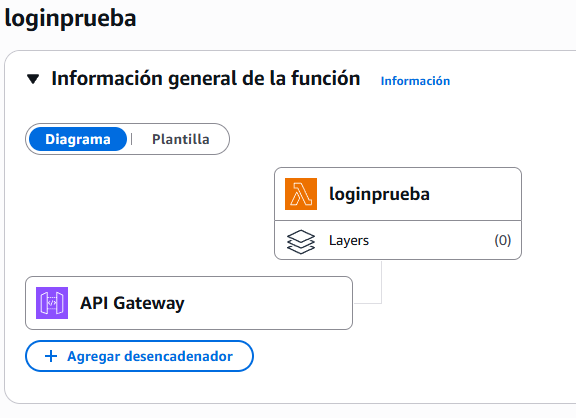 loginprueba
Información general de la función Información
Diagrama Plantilla
loginprueba
Layers (0)
API Gateway
+ Agregar desencadenador